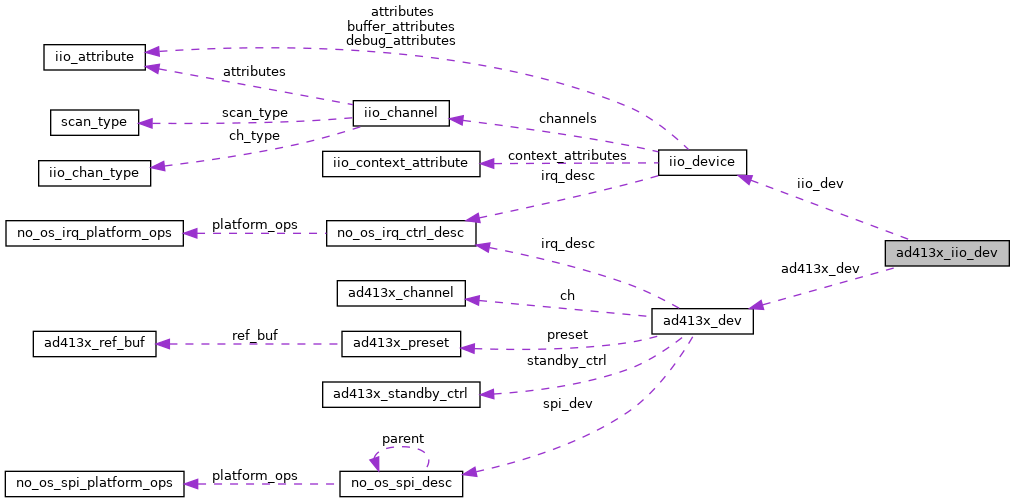 attributes
buffer_attributes
debug_attributes
iio_attribute
attributes
iio_channel
scan_type
scan_type
channels
ch_type
iio_context_attribute
context_attributes
iio_device
iio_chan_type
irq_desc
iio_dev
no_os_irq_platform_ops
platform_ops
no_os_irq_ctrl_desc
irq_desc
ad413x_iio_dev
ad413x_dev
ad413x_channel
ch
ad413x_dev
ad413x_ref_buf
ref_buf
ad413x_preset
preset
standby_ctrl
ad413x_standby_ctrl
spi_dev
parent
no_os_spi_platform_ops
platform_ops
no_os_spi_desc